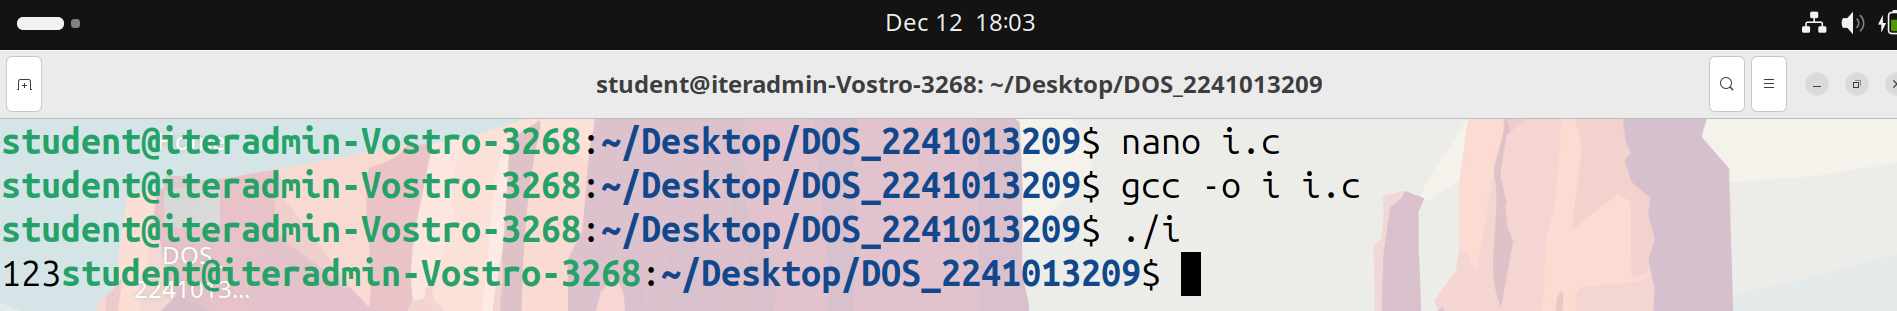 Dec 12 18:03
student@iteradmin-Vostro-3268: ~/Desktop/DOS_2241013209
student@iteradmin-Vostro-3268:~/Desktop/DOS_2241013209$ nano i.c
student@iteradmin-Vostro-3268:~/Desktop/DOS_2241013209$ gcc -o i i.c
student@iteradmin-Vostro-3268:~/Desktop/DOS_2241013209$ ./i
DOS
123student@iteradmin-Vostro-3268:~/Desktop/DOS_2241013209$
2241013...